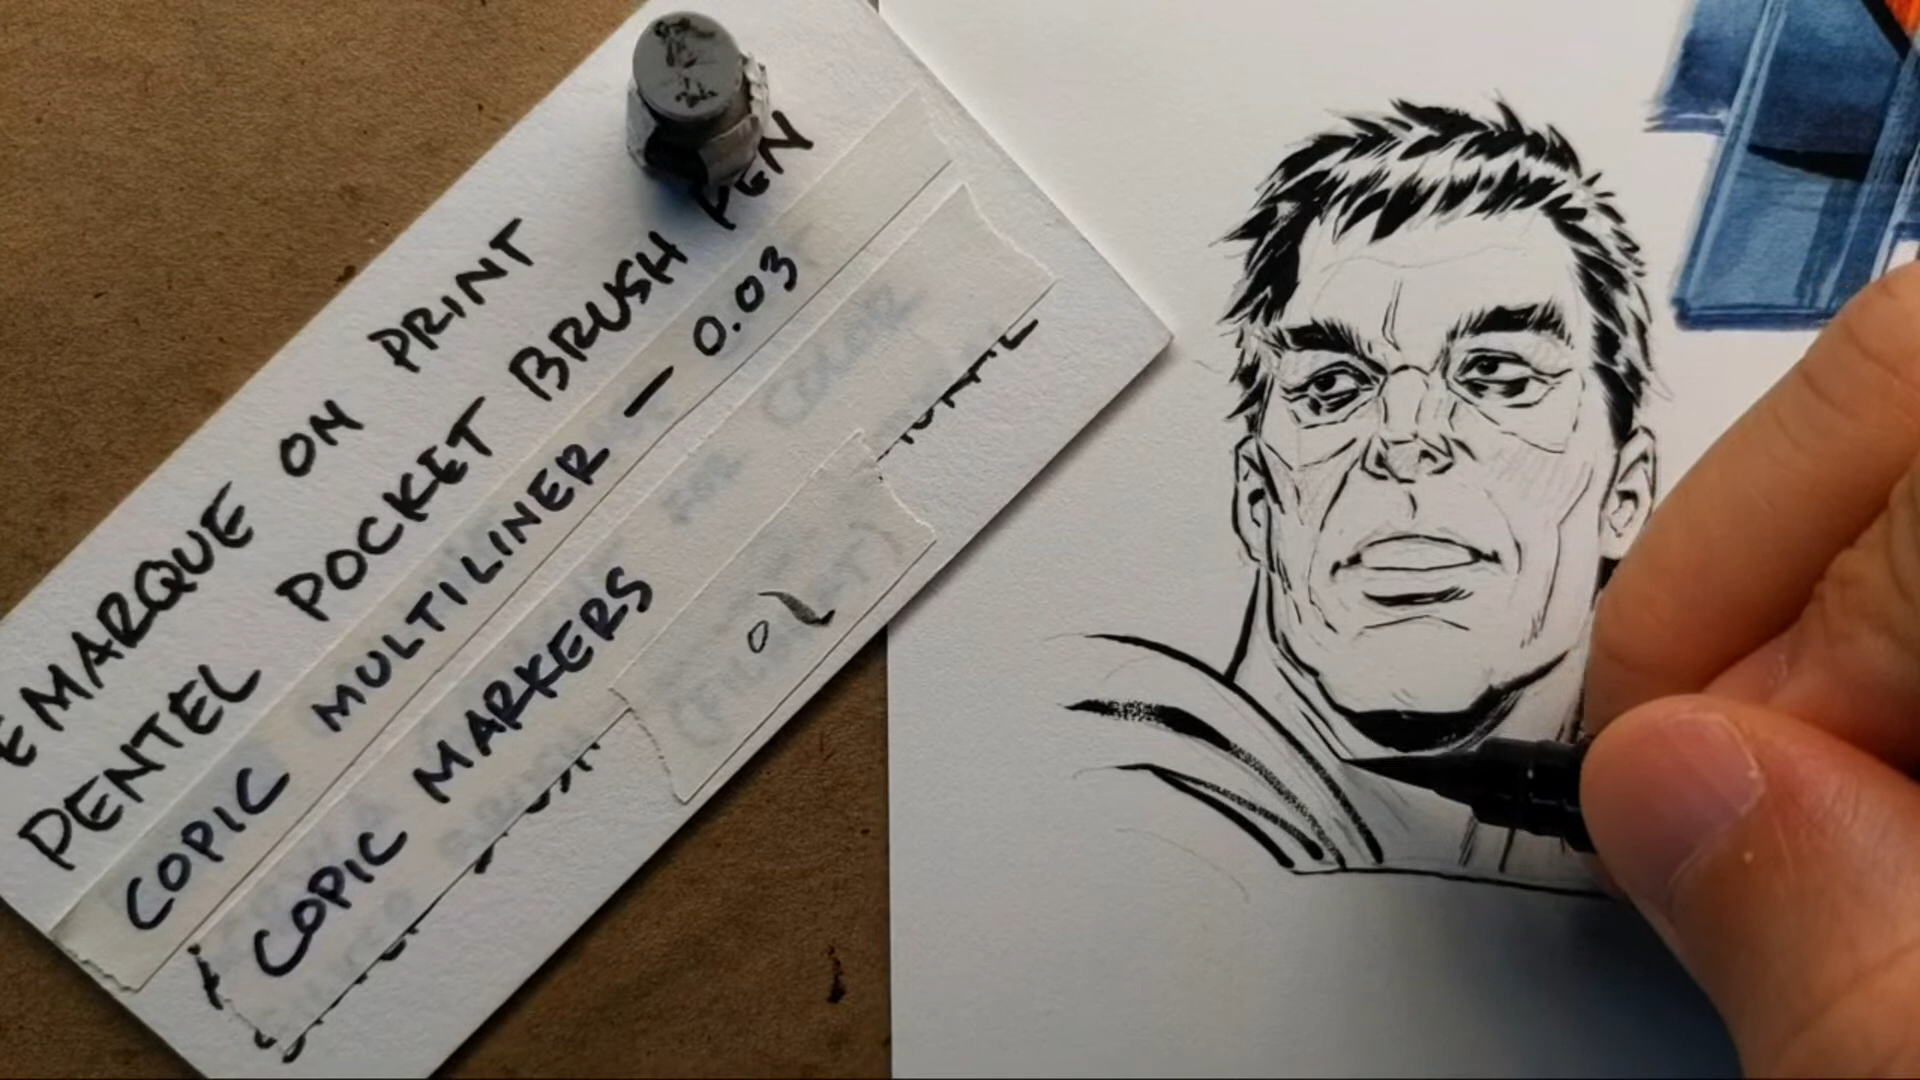 EMARQUE ON PRINT
PENTEL POCKET BRUSH PEN
COPIC MULTILINER - 0.03
COPIC MARKERS